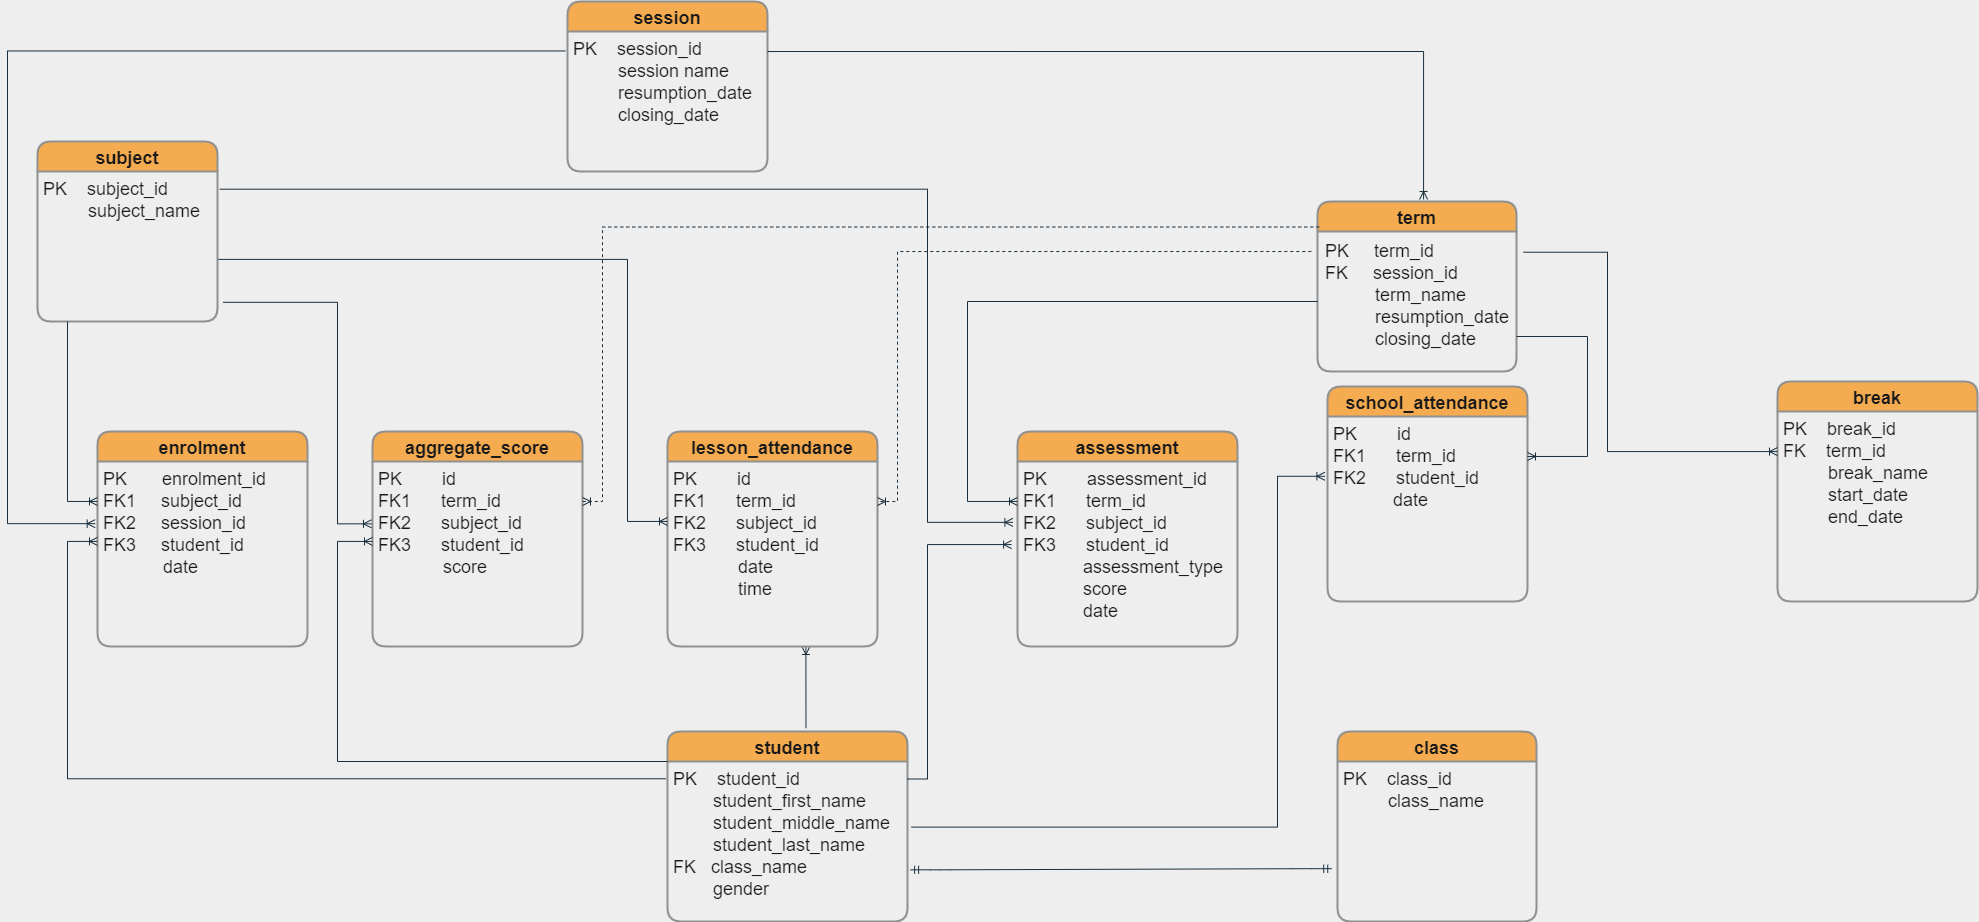 session
PK session_id
session name
resumption_date
closing_date
subject
PK subject_id
subject_name
term
PK term_id
FK session_id
term_name
resumption_date
closing_date
enrolment
PK enrolment_id
FK1 subject_id
FK2 session_id
FK3 student_id
date
aggregate_score
PK id
FK1 term_id
FK2 subject_id
FK3 student_id
score
lesson_attendance
PK id
FK1 term_id
FK2 subject_id
FK3 student_id
date
time
assessment
PK assessment_id
FK1 term_id
FK2 subject_id
FK3 student_id
assessment_type
score
date
school_attendance
PK id
FK1 term_id
FK2 student_id
date
break
PK break_id
FK term_id
break_name
start_date
end_date
student
PK student_id
student_first_name
student_middle_name
student_last_name
FK class_name
gender
class
PK class_id
class_name